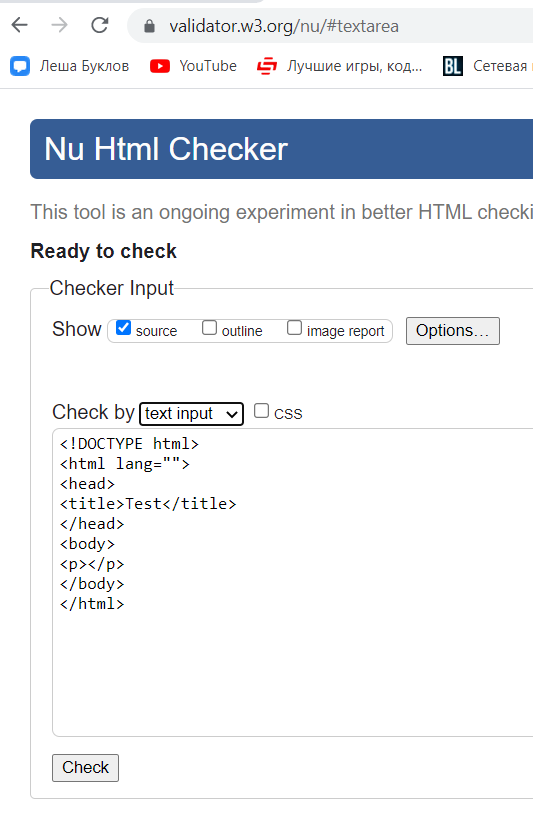 validator.w3.org/nu/#textarea
Леша Буклов YouTube Лучшие игры, код... BL Сетевая
Nu Html Checker
This tool is an ongoing experiment in better HTML checki
Ready to check
Checker Input
Show source outline image report Options...
Check by text input css
<!DOCTYPE html>
<html lang="">
<head>
<title>Test</title>
</head>
<body>
<p></p>
</body>
</html>
Check